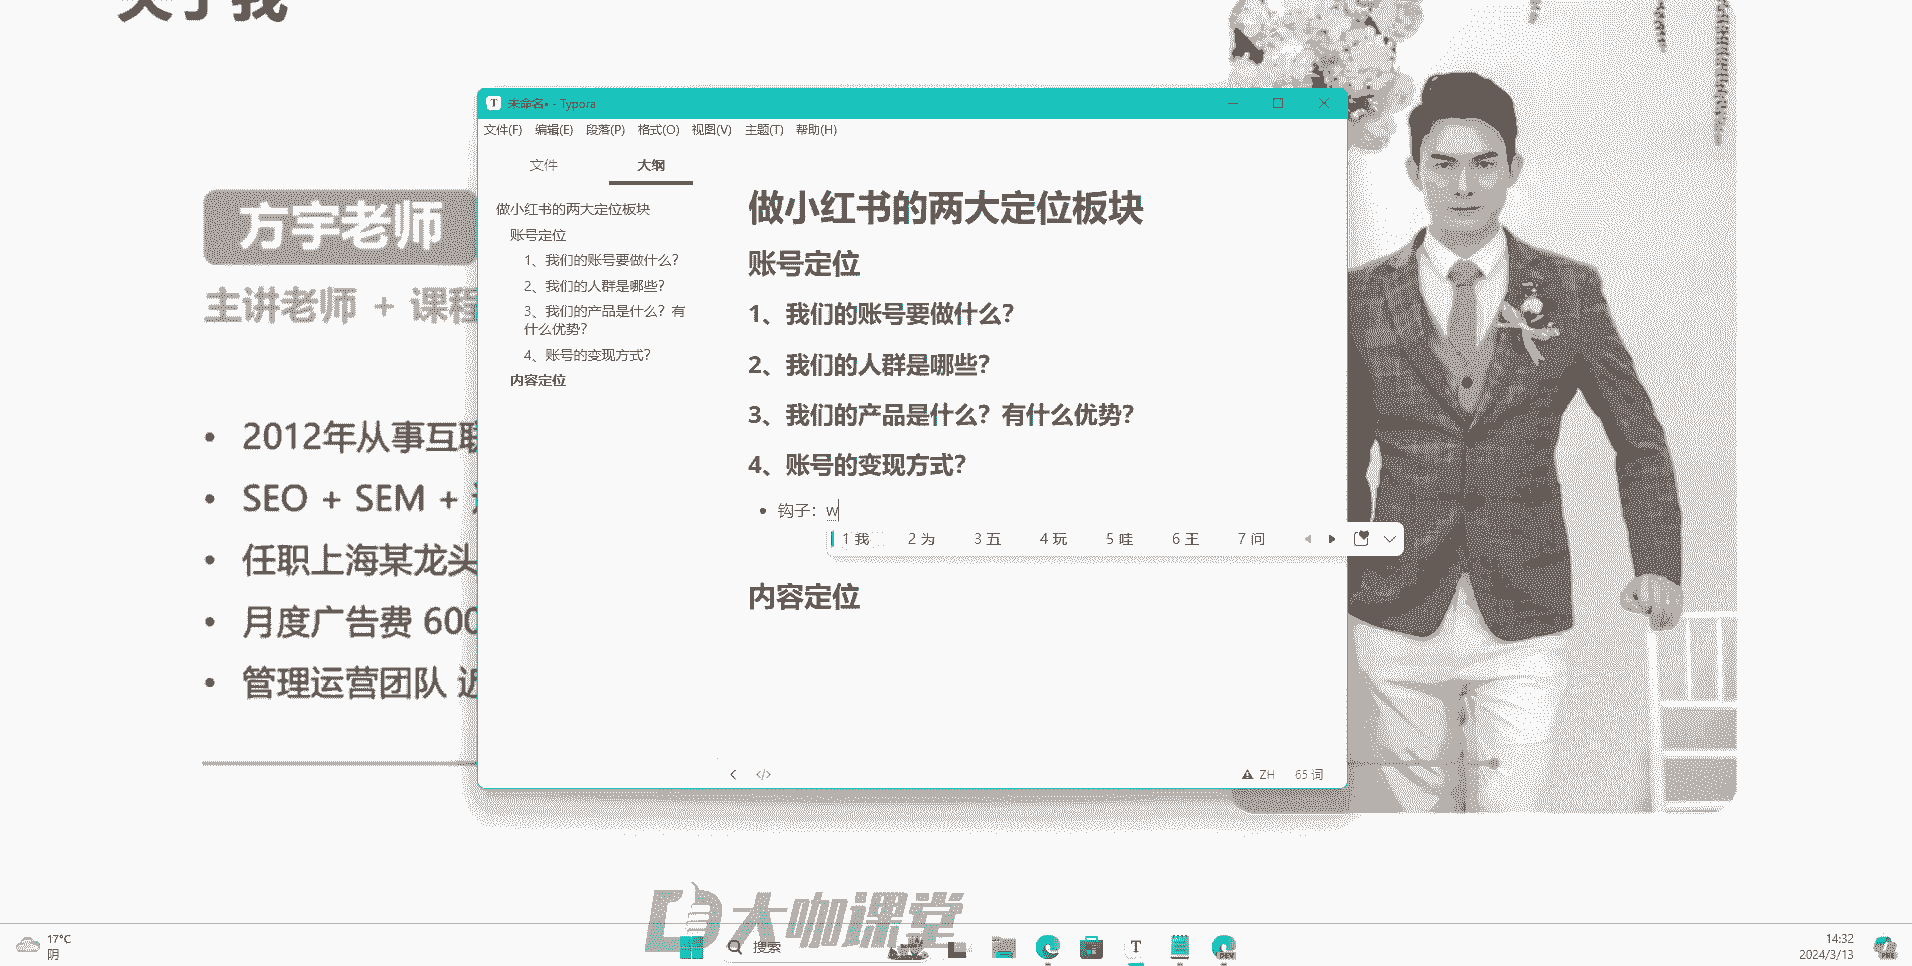 关于我
方宇老师
主讲老师 + 课程
2012年从事互联
SEO + SEM +
任职上海某龙头
月度广告费 600
管理运营团队 近
未命名• - Typora
文件(F) 编辑(E) 段落(P) 格式(O) 视图(V) 主题(T) 帮助(H)
文件 大纲
做小红书的两大定位板块
账号定位
1、我们的账号要做什么?
2、我们的人群是哪些?
3、我们的产品是什么？有
什么优势?
4、账号的变现方式?
内容定位
做小红书的两大定位板块
账号定位
1、我们的账号要做什么?
2、我们的人群是哪些?
3、我们的产品是什么？有什么优势?
4、账号的变现方式?
钩子：w
1 我 2 为 3 五 4 玩 5 哇 6 王 7 问
内容定位
ZH 65 词
大咖课堂
17°C
阴
搜索
T
DEV
14:32
2024/3/13
PRE